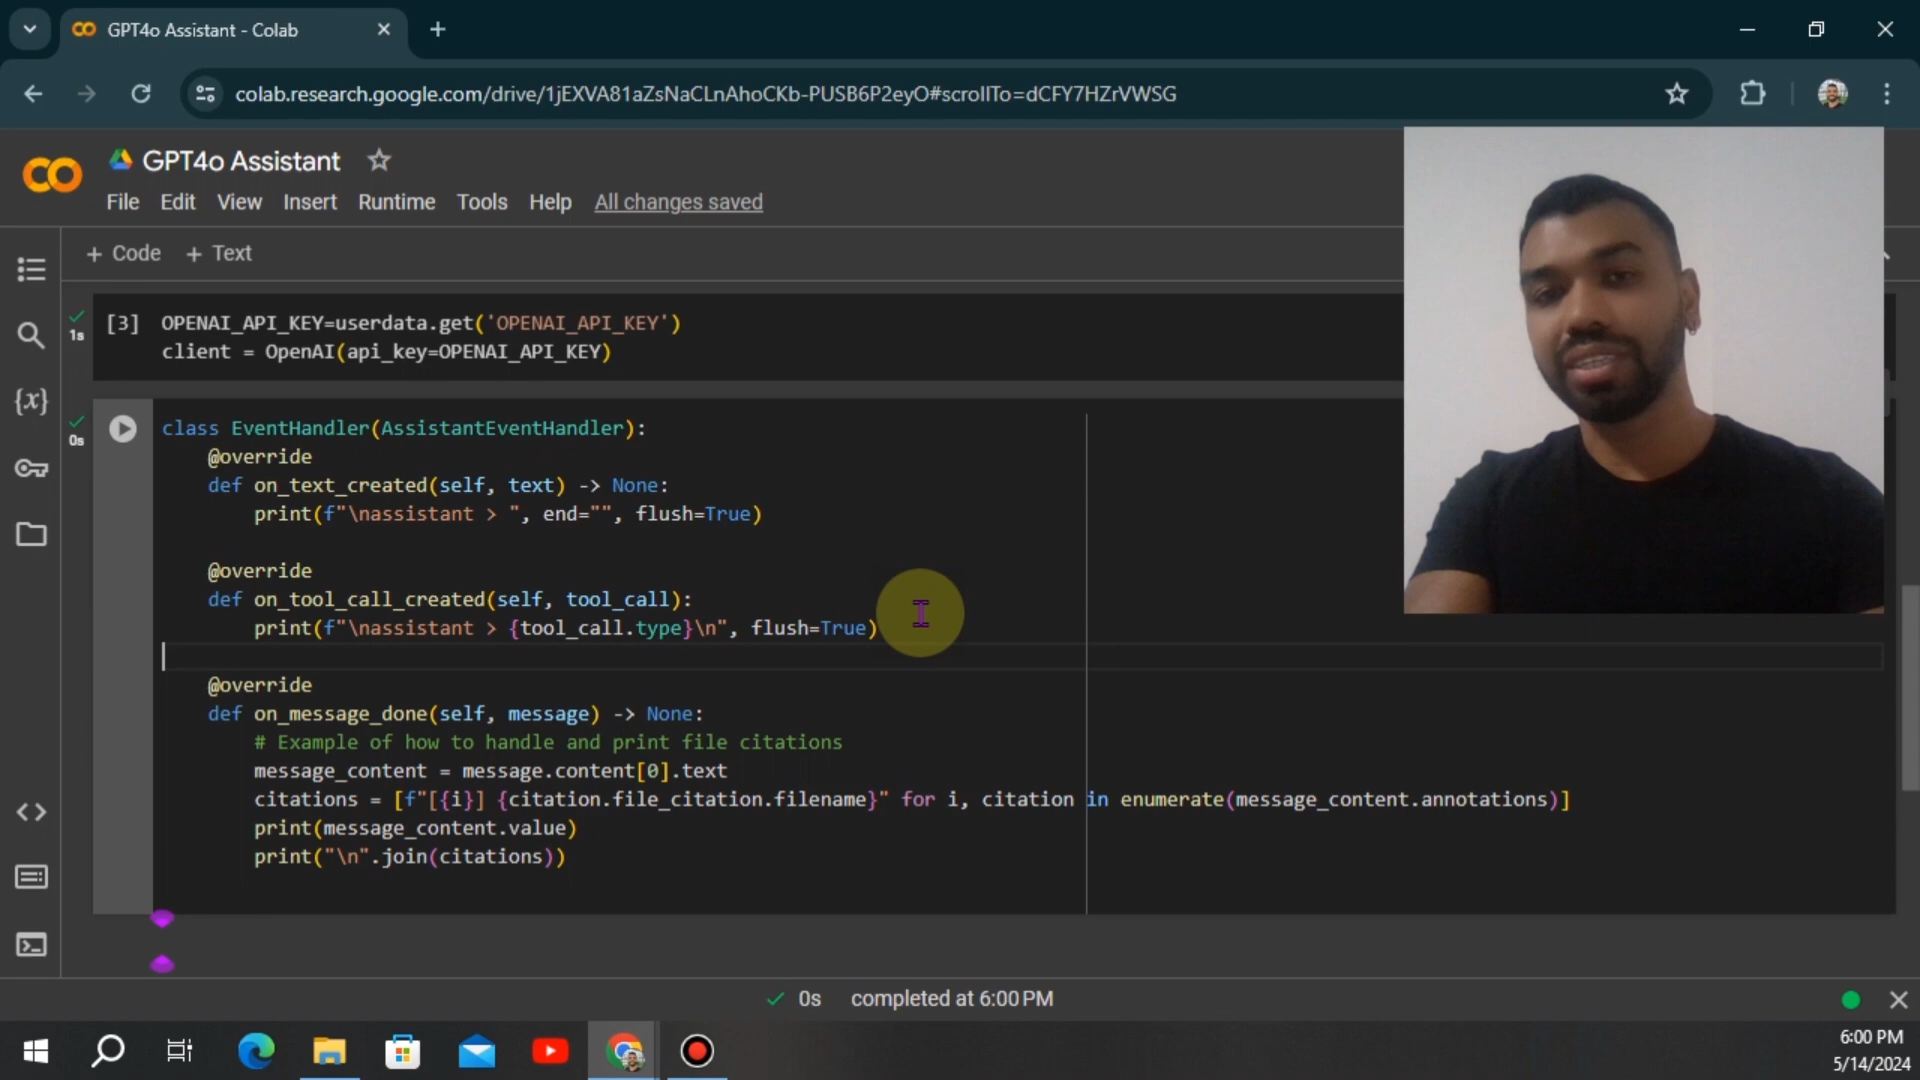 GPT4o Assistant - Colab
colab.research.google.com/drive/1jEXVA81aZsNaCLnAhoCKb-PUSB6P2eyO#scrollTo=dCFY7HZrVWSG
GPT4o Assistant
File Edit View Insert Runtime Tools Help All changes saved
+ Code + Text
1s
[3] OPENAI_API_KEY=userdata.get('OPENAI_API_KEY')
client = OpenAI(api_key=OPENAI_API_KEY)
0s
class EventHandler(AssistantEventHandler):
    @override
    def on_text_created(self, text) -> None:
        print(f"\nassistant > ", end="", flush=True)
    @override
    def on_tool_call_created(self, tool_call):
        print(f"\nassistant > {tool_call.type}\n", flush=True)
    @override
    def on_message_done(self, message) -> None:
        # Example of how to handle and print file citations
        message_content = message.content[0].text
        citations = [f"[{i}] {citation.file_citation.filename}" for i, citation in enumerate(message_content.annotations)]
        print(message_content.value)
        print("\n".join(citations))
0s completed at 6:00 PM
6:00 PM
5/14/2024